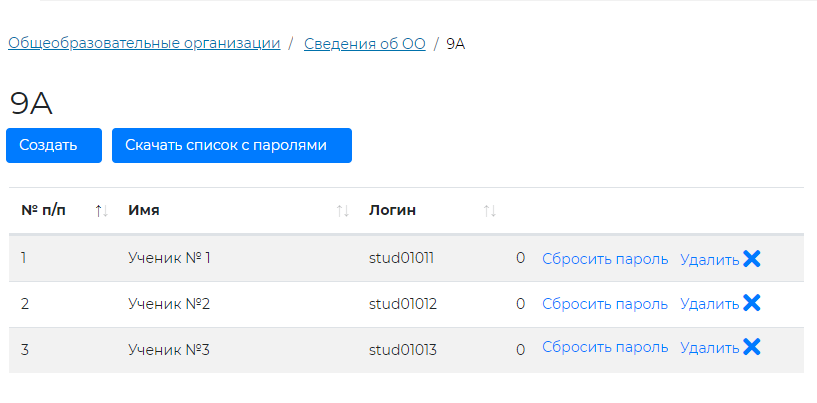 Общеобразовательные организации / Сведения об ОО / 9А
9А
Создать Скачать список с паролями
№ п/п Имя Логин
1 Ученик № 1 stud01011 0 Сбросить пароль Удалить
2 Ученик №2 stud01012 0 Сбросить пароль Удалить
3 Ученик №3 stud01013 0 Сбросить пароль Удалить